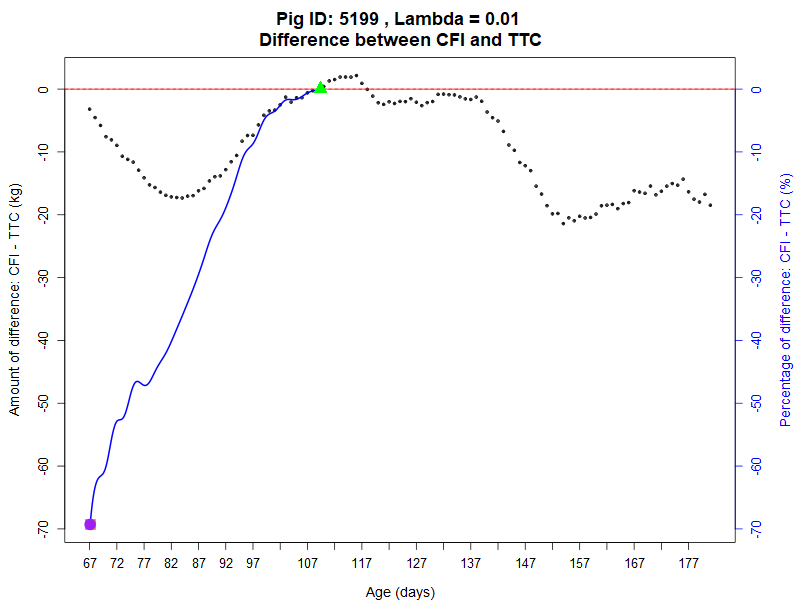 Pig ID: 5199 , Lambda = 0.01
Difference between CFI and TTC
Amount of difference: CFI - TTC (kg)
0
-10
-20
-30
-40
-50
-60
-70
0
-10
-20
-30
-40
-50
-60
-70
Percentage of difference: CFI - TTC (%)
67 72 77 82 87 92 97 107 117 127 137 147 157 167 177
Age (days)